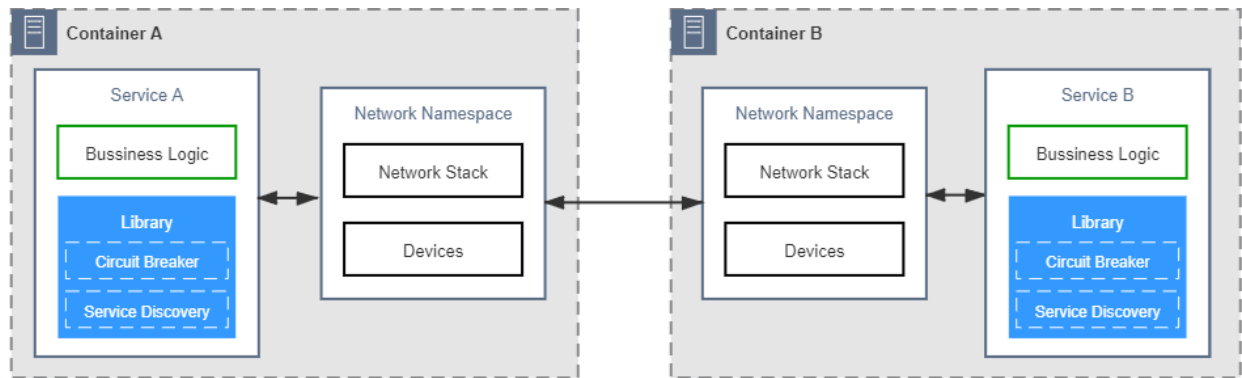 Container A
Service A
Bussiness Logic
Library
Circuit Breaker
Service Discovery
Network Namespace
Network Stack
Devices
Container B
Network Namespace
Network Stack
Devices
Service B
Bussiness Logic
Library
Circuit Breaker
Service Discovery